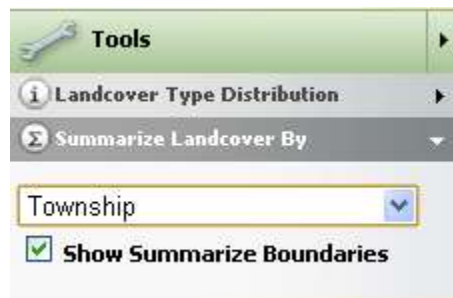 Tools
i Landcover Type Distribution
Σ Summarize Landcover By
Township
Show Summarize Boundaries